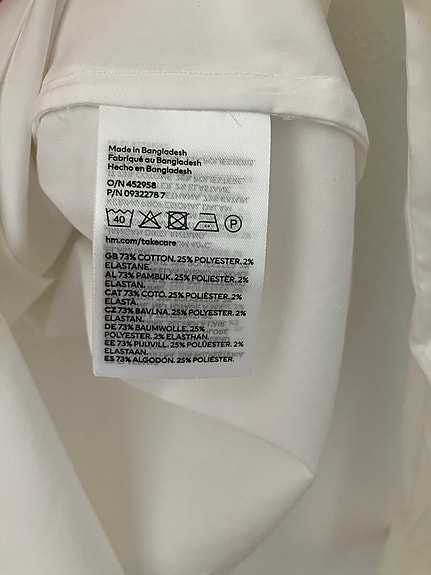 Made in Bangladesh
Fabriqué au Bangladesh
Hecho en Bangladesh
O/N 452958
P/N 0932278 7
40
P
hm.com/takecare
GB 73% COTTON. 25% POLYESTER. 2%
ELASTANE.
AL 73% PAMBUK. 25% POLIESTËR. 2%
ELASTAN.
CAT 73% COTÓ. 25% POLIÈSTER. 2%
ELASTÀ.
CZ 73% BAVLNA. 25% POLYESTER. 2%
ELASTAN.
DE 73% BAUMWOLLE. 25%
POLYESTER. 2% ELASTHAN.
EE 73% PUUVILL. 25% POLÜESTER. 2%
ELASTAAN.
ES 73% ALGODÓN. 25% POLIÉSTER.